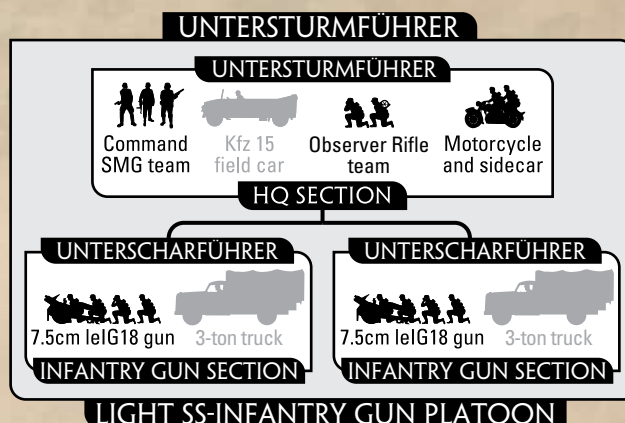 UNTERSTURMFÜHRER
UNTERSTURMFÜHRER
Command SMG team
Kfz 15 field car
Observer Rifle team
Motorcycle and sidecar
HQ SECTION
UNTERSCHARFÜHRER
7.5cm leIG18 gun
3-ton truck
INFANTRY GUN SECTION
UNTERSCHARFÜHRER
7.5cm leIG18 gun
3-ton truck
INFANTRY GUN SECTION
LIGHT SS-INFANTRY GUN PLATOON